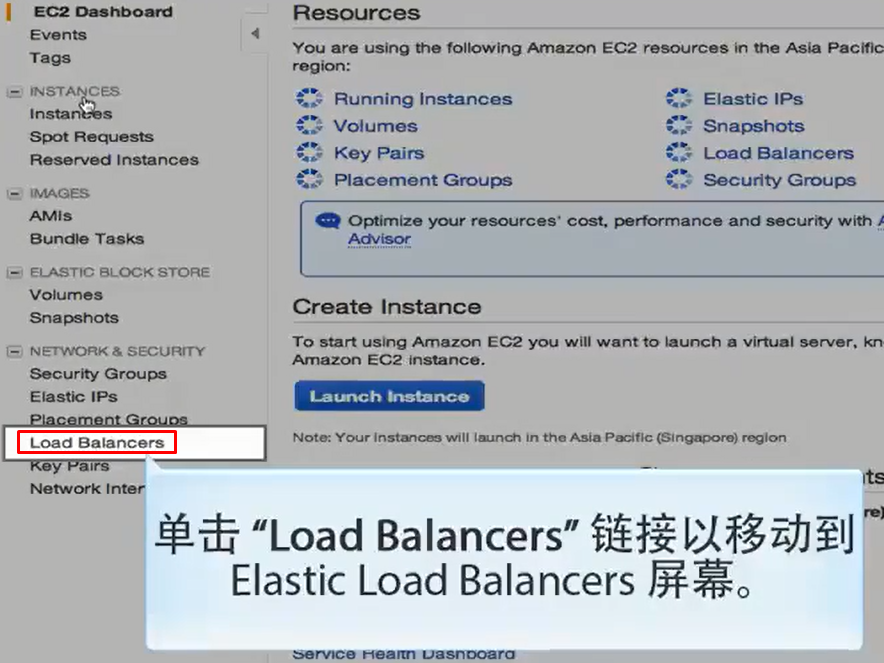 EC2 Dashboard
Events
Tags
INSTANCES
Instances
Spot Requests
Reserved Instances
IMAGES
AMIs
Bundle Tasks
ELASTIC BLOCK STORE
Volumes
Snapshots
NETWORK & SECURITY
Security Groups
Elastic IPs
Placement Groups
Load Balancers
Key Pairs
Network
Resources
You are using the following Amazon EC2 resources in the Asia Pacific
region:
Running Instances
Elastic IPs
Volumes
Snapshots
Key Pairs
Load Balancers
Placement Groups
Security Groups
Optimize your resources' cost, performance and security with
Advisor
Create Instance
To start using Amazon EC2 you will want to launch a virtual server,
Amazon EC2 instance.
Launch Instance
Note: Your instances will launch in the Asia Pacific (Singapore) region
单击 “Load Balancers” 链接以移动到
Elastic Load Balancers 屏幕。
Service Health Dashboard